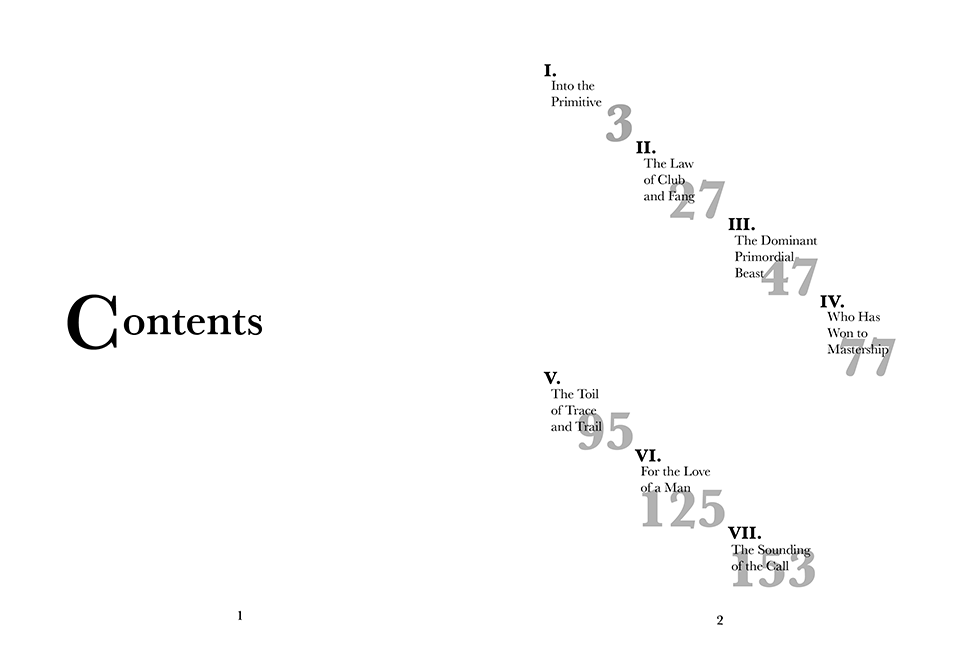 Contents
1
I.
Into the
Primitive
3
II.
The Law
of Club
and Fang
27
III.
The Dominant
Primordial
Beast
47
IV.
Who Has
Won to
Mastership
77
V.
The Toil
of Trace
and Trail
95
VI.
For the Love
of a Man
125
VII.
The Sounding
of the Call
153
2